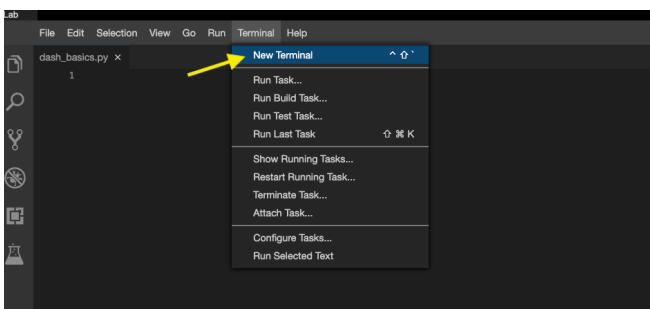 Lab
File Edit Selection View Go Run Terminal Help
dash_basics.py ×
1
New Terminal ^ ⇧ `
Run Task...
Run Build Task...
Run Test Task...
Run Last Task ⇧ ⌘ K
Show Running Tasks...
Restart Running Task...
Terminate Task...
Attach Task...
Configure Tasks...
Run Selected Text